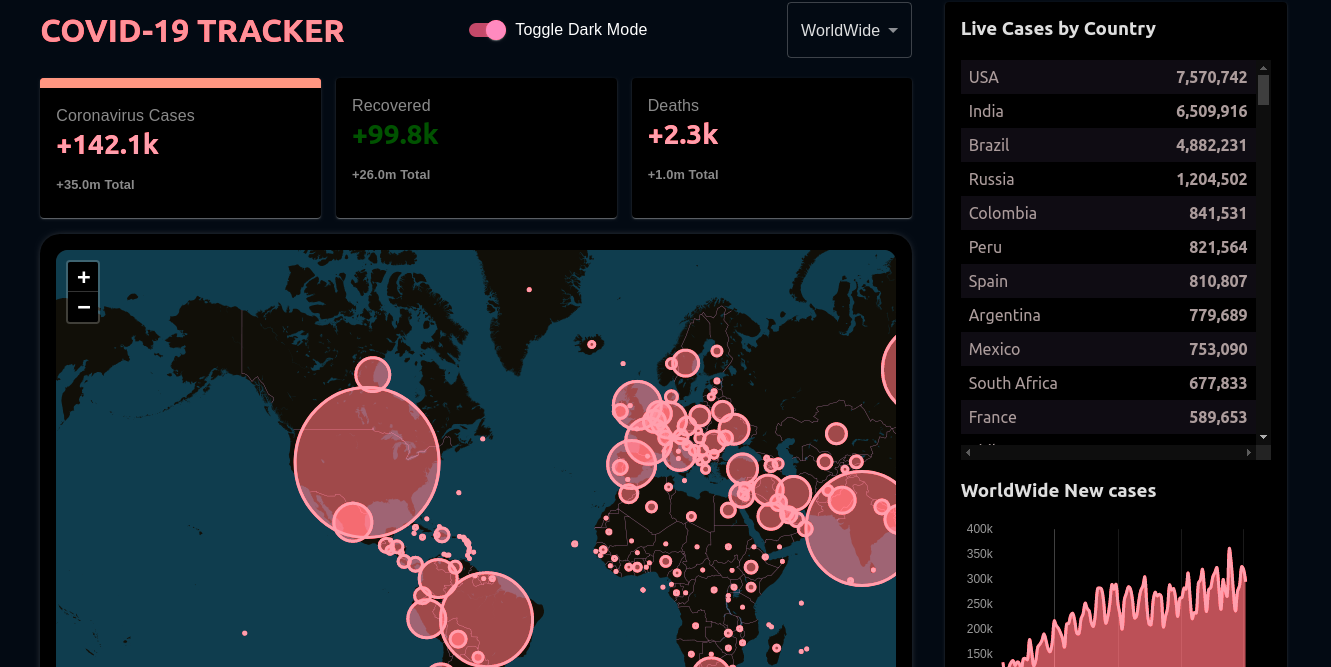 COVID-19 TRACKER
Toggle Dark Mode
WorldWide
Coronavirus Cases
+142.1k
+35.0m Total
Recovered
+99.8k
+26.0m Total
Deaths
+2.3k
+1.0m Total
+
−
Live Cases by Country
USA 7,570,742
India 6,509,916
Brazil 4,882,231
Russia 1,204,502
Colombia 841,531
Peru 821,564
Spain 810,807
Argentina 779,689
Mexico 753,090
South Africa 677,833
France 589,653
WorldWide New cases
400k
350k
300k
250k
200k
150k